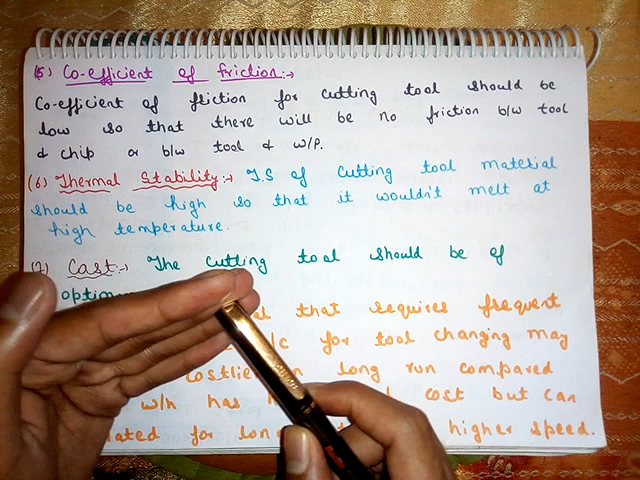 (5) Co-efficient of friction:→
Co-efficient of friction for cutting tool should be
low so that there will be no friction b/w tool
& chip or b/w tool & W/P.
(6) Thermal Stability:→ T.S of cutting tool material
should be high so that it wouldn't melt at
high temperature.
(7) Cost:→ The cutting tool should be of
that requires frequent
for tool changing may
costlier in long run compared
w/n has cost but can
for higher speed.